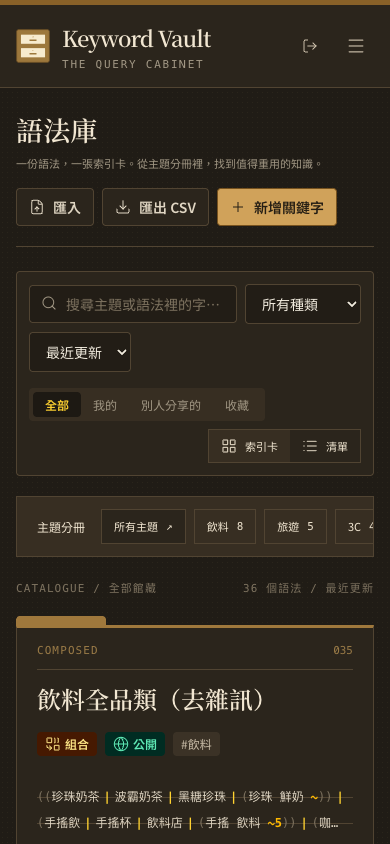 Keyword Vault
THE QUERY CABINET
語法庫
一份語法，一張索引卡。從主題分冊裡，找到值得重用的知識。
匯入 匯出 CSV + 新增關鍵字
搜尋主題或語法裡的字⋯ 所有種類
最近更新
全部 我的 別人分享的 收藏
索引卡 清單
主題分冊 所有主題 ↗ 飲料 8 旅遊 5 3C 4
CATALOGUE / 全部館藏 36 個語法 / 最近更新
COMPOSED 035
飲料全品類（去雜訊）
組合 公開 #飲料
((珍珠奶茶 | 波霸奶茶 | 黑糖珍珠 | (珍珠 鮮奶 ~)) |
(手搖飲 | 手搖杯 | 飲料店 | (手搖 飲料 ~5)) | (咖…